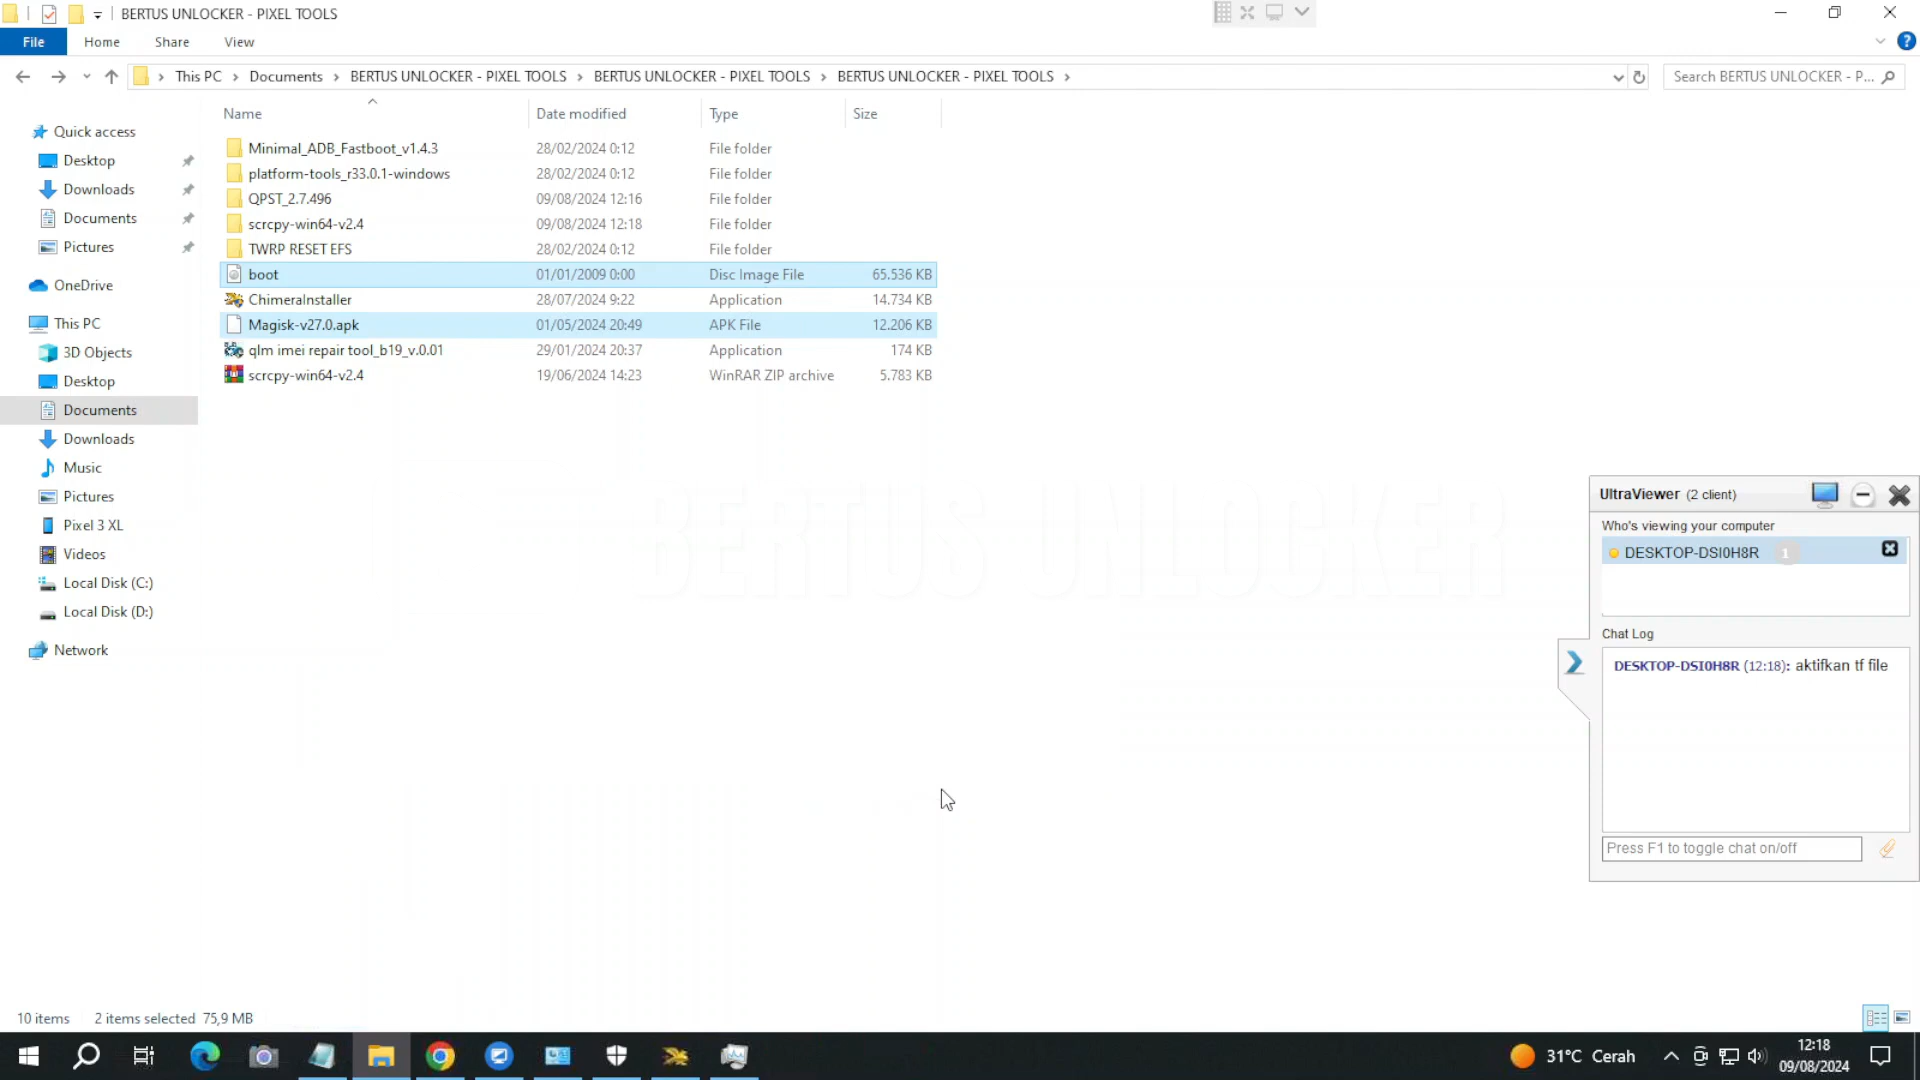 BERTUS UNLOCKER - PIXEL TOOLS
File Home Share View
This PC Documents BERTUS UNLOCKER - PIXEL TOOLS BERTUS UNLOCKER - PIXEL TOOLS BERTUS UNLOCKER - PIXEL TOOLS
Search BERTUS UNLOCKER - P...
Name Date modified Type Size
Minimal_ADB_Fastboot_v1.4.3 28/02/2024 0:12 File folder
platform-tools_r33.0.1-windows 28/02/2024 0:12 File folder
QPST_2.7.496 09/08/2024 12:16 File folder
scrcpy-win64-v2.4 09/08/2024 12:18 File folder
TWRP RESET EFS 28/02/2024 0:12 File folder
boot 01/01/2009 0:00 Disc Image File 65.536 KB
ChimeraInstaller 28/07/2024 9:22 Application 14.734 KB
Magisk-v27.0.apk 01/05/2024 20:49 APK File 12.206 KB
qlm imei repair tool_b19_v.0.01 29/01/2024 20:37 Application 174 KB
scrcpy-win64-v2.4 19/06/2024 14:23 WinRAR ZIP archive 5.783 KB
Quick access
Desktop
Downloads
Documents
Pictures
OneDrive
This PC
3D Objects
Desktop
Documents
Downloads
Music
Pictures
Pixel 3 XL
Videos
Local Disk (C:)
Local Disk (D:)
Network
BERTUS UNLOCKER
UltraViewer (2 client)
Who's viewing your computer
DESKTOP-DSI0H8R 1
Chat Log
DESKTOP-DSI0H8R (12:18): aktifkan tf file
Press F1 to toggle chat on/off
10 items 2 items selected 75,9 MB
31°C Cerah
12:18
09/08/2024